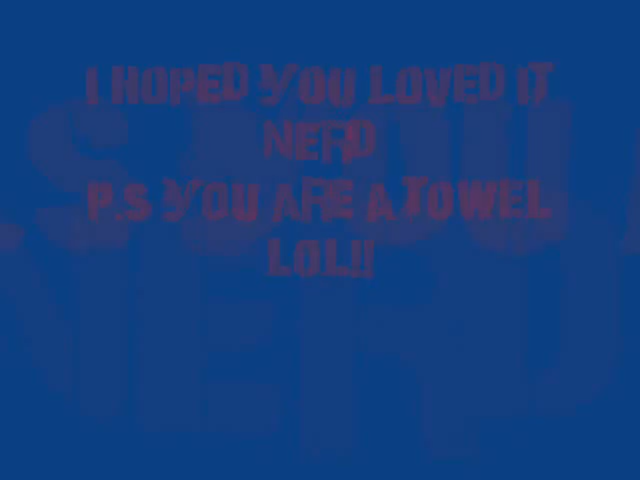 I HOPED YOU LOVED IT
NERD
P.S YOU ARE A TOWEL
LOL!!